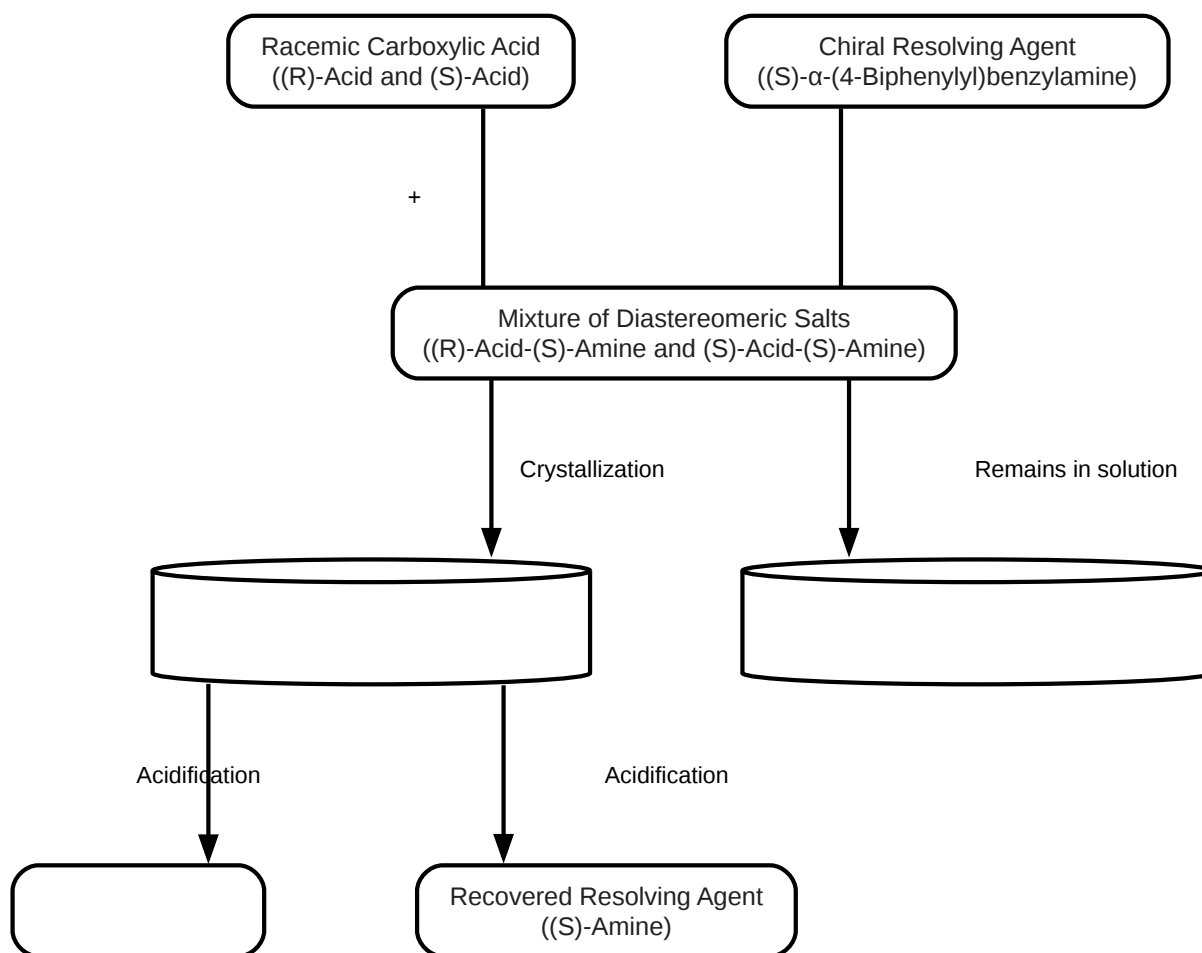 Racemic Carboxylic Acid
((R)-Acid and (S)-Acid)
Chiral Resolving Agent
((S)-α-(4-Biphenylyl)benzylamine)
+
Mixture of Diastereomeric Salts
((R)-Acid-(S)-Amine and (S)-Acid-(S)-Amine)
Crystallization
Remains in solution
Acidification
Acidification
Recovered Resolving Agent
((S)-Amine)